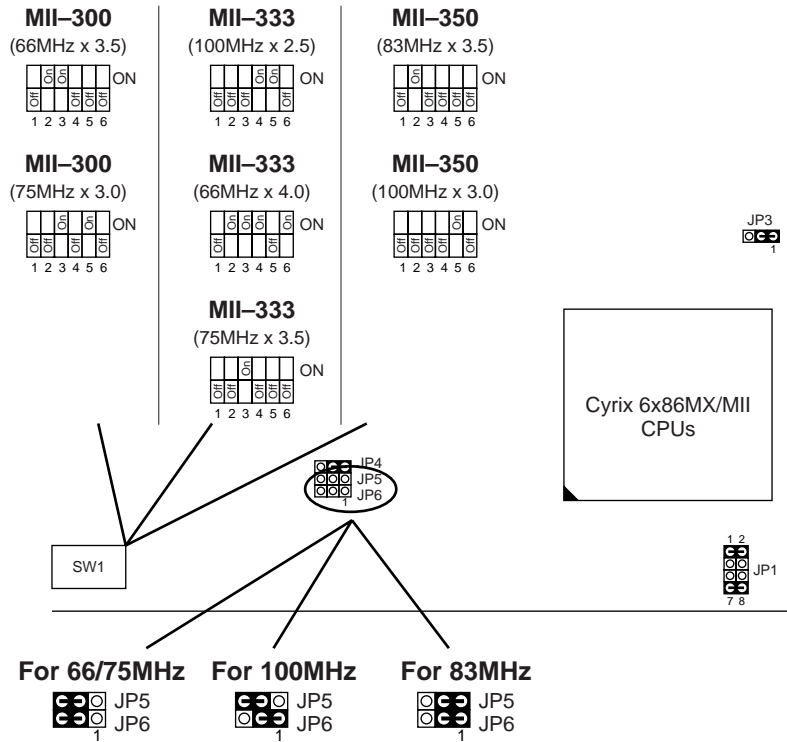 MII–300
(66MHz x 3.5)
On On ON
Off Off Off Off
1 2 3 4 5 6
MII–333
(100MHz x 2.5)
On On ON
Off Off Off Off
1 2 3 4 5 6
MII–350
(83MHz x 3.5)
On ON
Off Off Off Off Off
1 2 3 4 5 6
MII–300
(75MHz x 3.0)
On On ON
Off Off Off Off
1 2 3 4 5 6
MII–333
(66MHz x 4.0)
On On On On ON
Off Off
1 2 3 4 5 6
MII–350
(100MHz x 3.0)
On ON
Off Off Off Off Off
1 2 3 4 5 6
MII–333
(75MHz x 3.5)
On ON
Off Off Off Off Off
1 2 3 4 5 6
JP3
1
Cyrix 6x86MX/MII
CPUs
JP4
JP5
JP6
1
SW1
1 2
JP1
7 8
For 66/75MHz
JP5
JP6
1
For 100MHz
JP5
JP6
1
For 83MHz
JP5
JP6
1